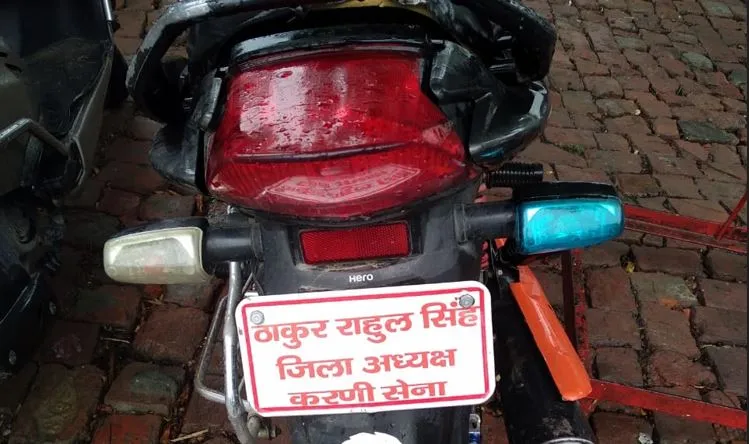 HERO
ठाकुर राहुल सिंह
जिला अध्यक्ष
करणी सेना